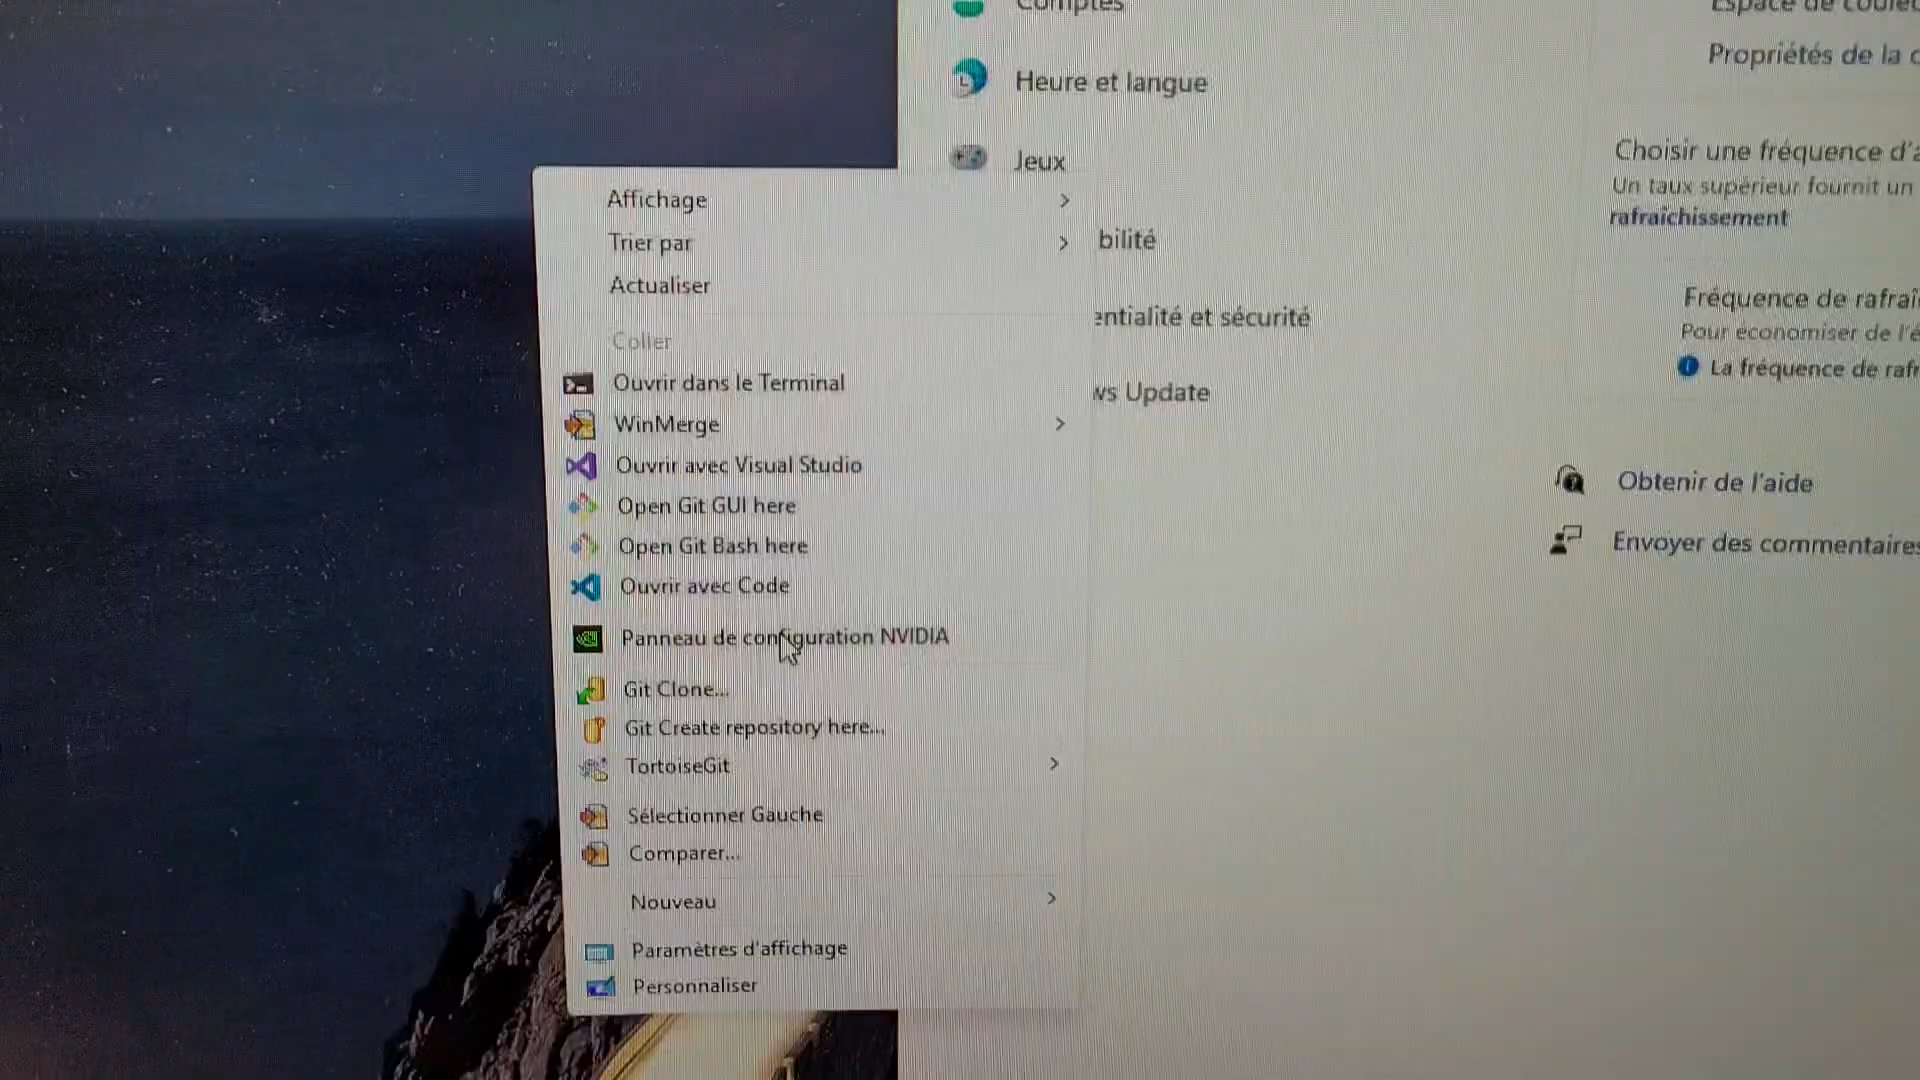 Comptes
Heure et langue
Jeux
bilité
entialité et sécurité
ws Update
Affichage
Trier par
Actualiser
Coller
Ouvrir dans le Terminal
WinMerge
Ouvrir avec Visual Studio
Open Git GUI here
Open Git Bash here
Ouvrir avec Code
Panneau de configuration NVIDIA
Git Clone...
Git Create repository here...
TortoiseGit
Sélectionner Gauche
Comparer...
Nouveau
Paramètres d'affichage
Personnaliser
Espace de coule
Propriétés de la
Choisir une fréquence d'a
Un taux supérieur fournit un
rafraîchissement
Fréquence de rafraî
Pour économiser de l'é
La fréquence de rafr
Obtenir de l'aide
Envoyer des commentaires